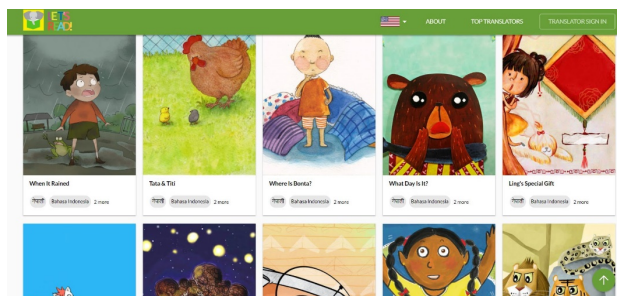 LET'S
READ!
ABOUT
TOP TRANSLATORS
TRANSLATOR SIGN IN
When It Rained
नेपाली Bahasa Indonesia 2 more
Tata & Titi
नेपाली Bahasa Indonesia 2 more
Where Is Bonta?
नेपाली Bahasa Indonesia 2 more
What Day Is It?
नेपाली Bahasa Indonesia 2 more
Ling's Special Gift
नेपाली Bahasa Indonesia 2 more